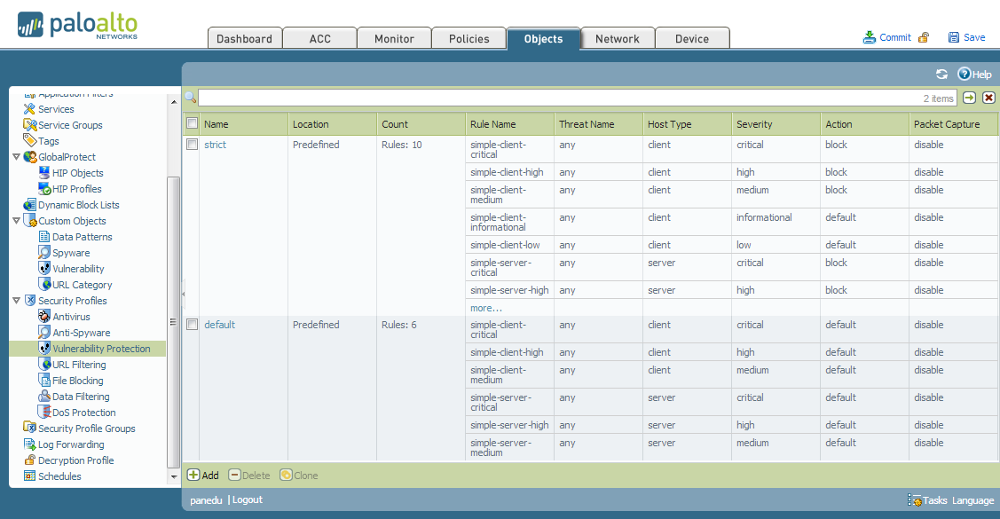 paloalto
NETWORKS
Dashboard ACC Monitor Policies Objects Network Device
Commit Save
Help
2 items
Application Filters
Services
Service Groups
Tags
GlobalProtect
HIP Objects
HIP Profiles
Dynamic Block Lists
Custom Objects
Data Patterns
Spyware
Vulnerability
URL Category
Security Profiles
Antivirus
Anti-Spyware
Vulnerability Protection
URL Filtering
File Blocking
Data Filtering
DoS Protection
Security Profile Groups
Log Forwarding
Decryption Profile
Schedules
Name Location Count Rule Name Threat Name Host Type Severity Action Packet Capture
strict Predefined Rules: 10 simple-client- any client critical block disable
critical
simple-client-high any client high block disable
simple-client- any client medium block disable
medium
simple-client- any client informational default disable
informational
simple-client-low any client low default disable
simple-server- any server critical block disable
critical
simple-server-high any server high block disable
more...
default Predefined Rules: 6 simple-client- any client critical default disable
critical
simple-client-high any client high default disable
simple-client- any client medium default disable
medium
simple-server- any server critical default disable
critical
simple-server-high any server high default disable
simple-server- any server medium default disable
medium
Add Delete Clone
panedu | Logout
Tasks Language